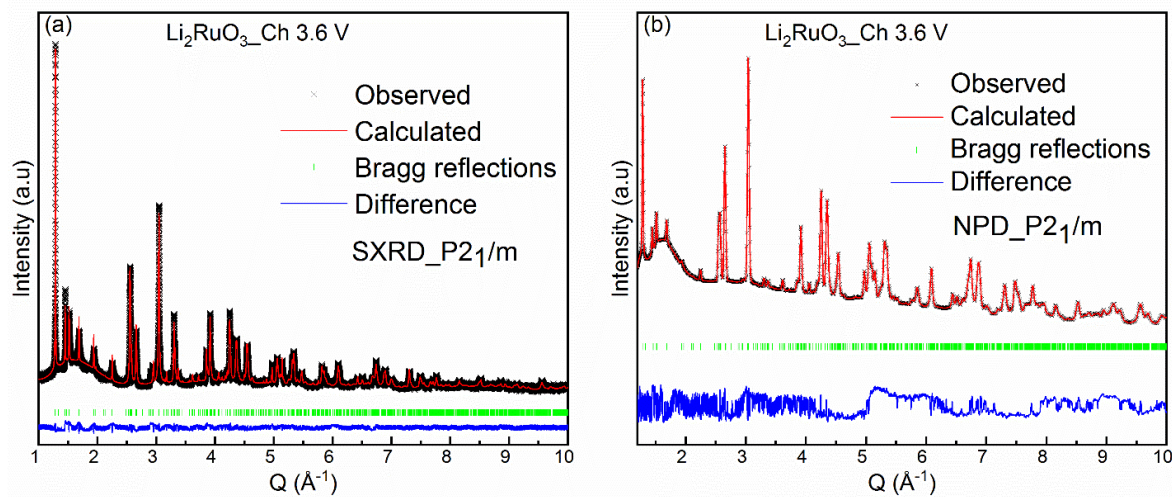 (a)
Li₂RuO₃_Ch 3.6 V
Observed
Calculated
Bragg reflections
Difference
SXRD_P2₁/m
Intensity (a.u)
1 2 3 4 5 6 7 8 9 10
Q (Å⁻¹)
(b)
Li₂RuO₃_Ch 3.6 V
Observed
Calculated
Bragg reflections
Difference
NPD_P2₁/m
Intensity (a.u)
2 3 4 5 6 7 8 9 10
Q (Å⁻¹)